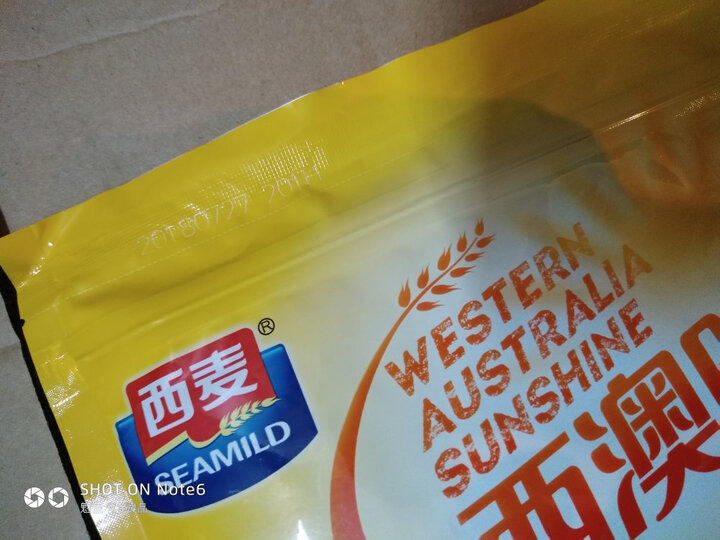 20180727 2011
西麦
®
SEAMILD
WESTERN
AUSTRALIA
SUNSHINE
西澳
SHOT ON Note6